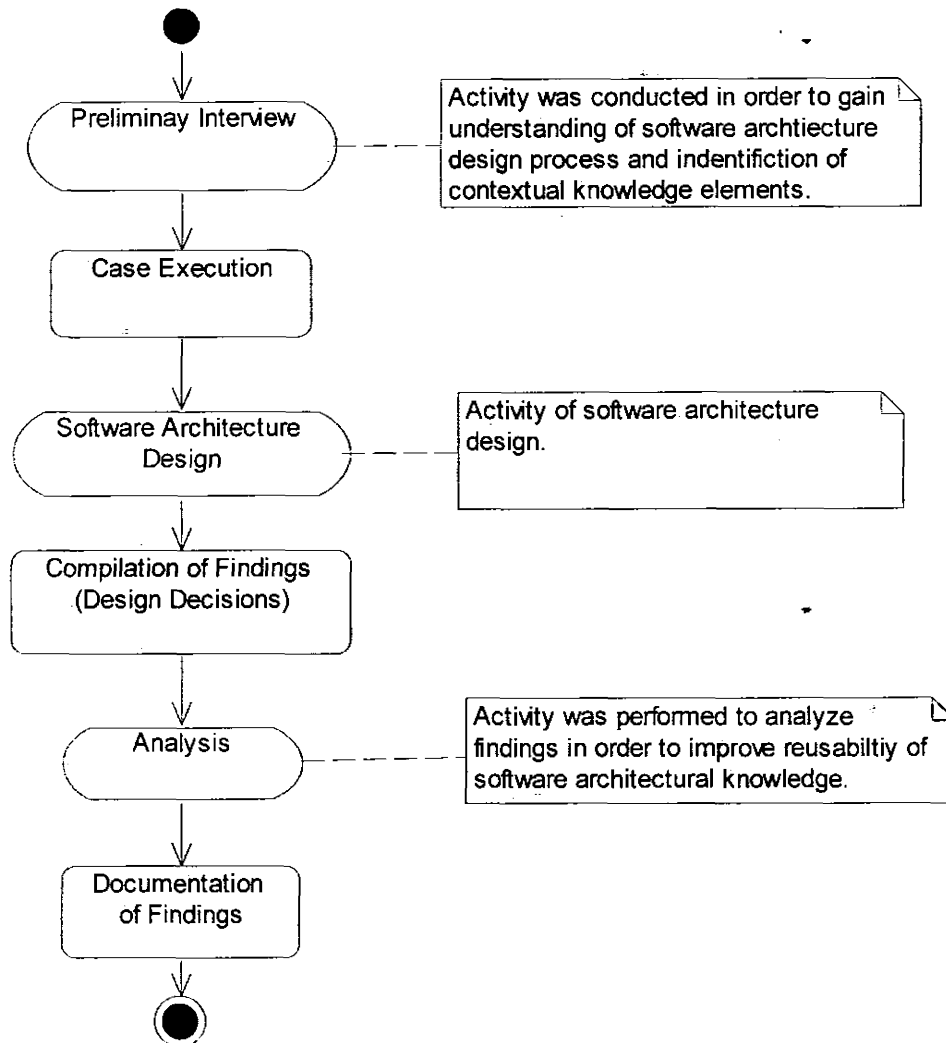 Preliminay Interview
Activity was conducted in order to gain
understanding of software archtiecture
design process and indentifiction of
contextual knowledge elements.
Case Execution
Software Architecture
Design
Activity of software architecture
design.
Compilation of Findings
(Design Decisions)
Analysis
Activity was performed to analyze
findings in order to improve reusabiltiy of
software architectural knowledge.
Documentation
of Findings